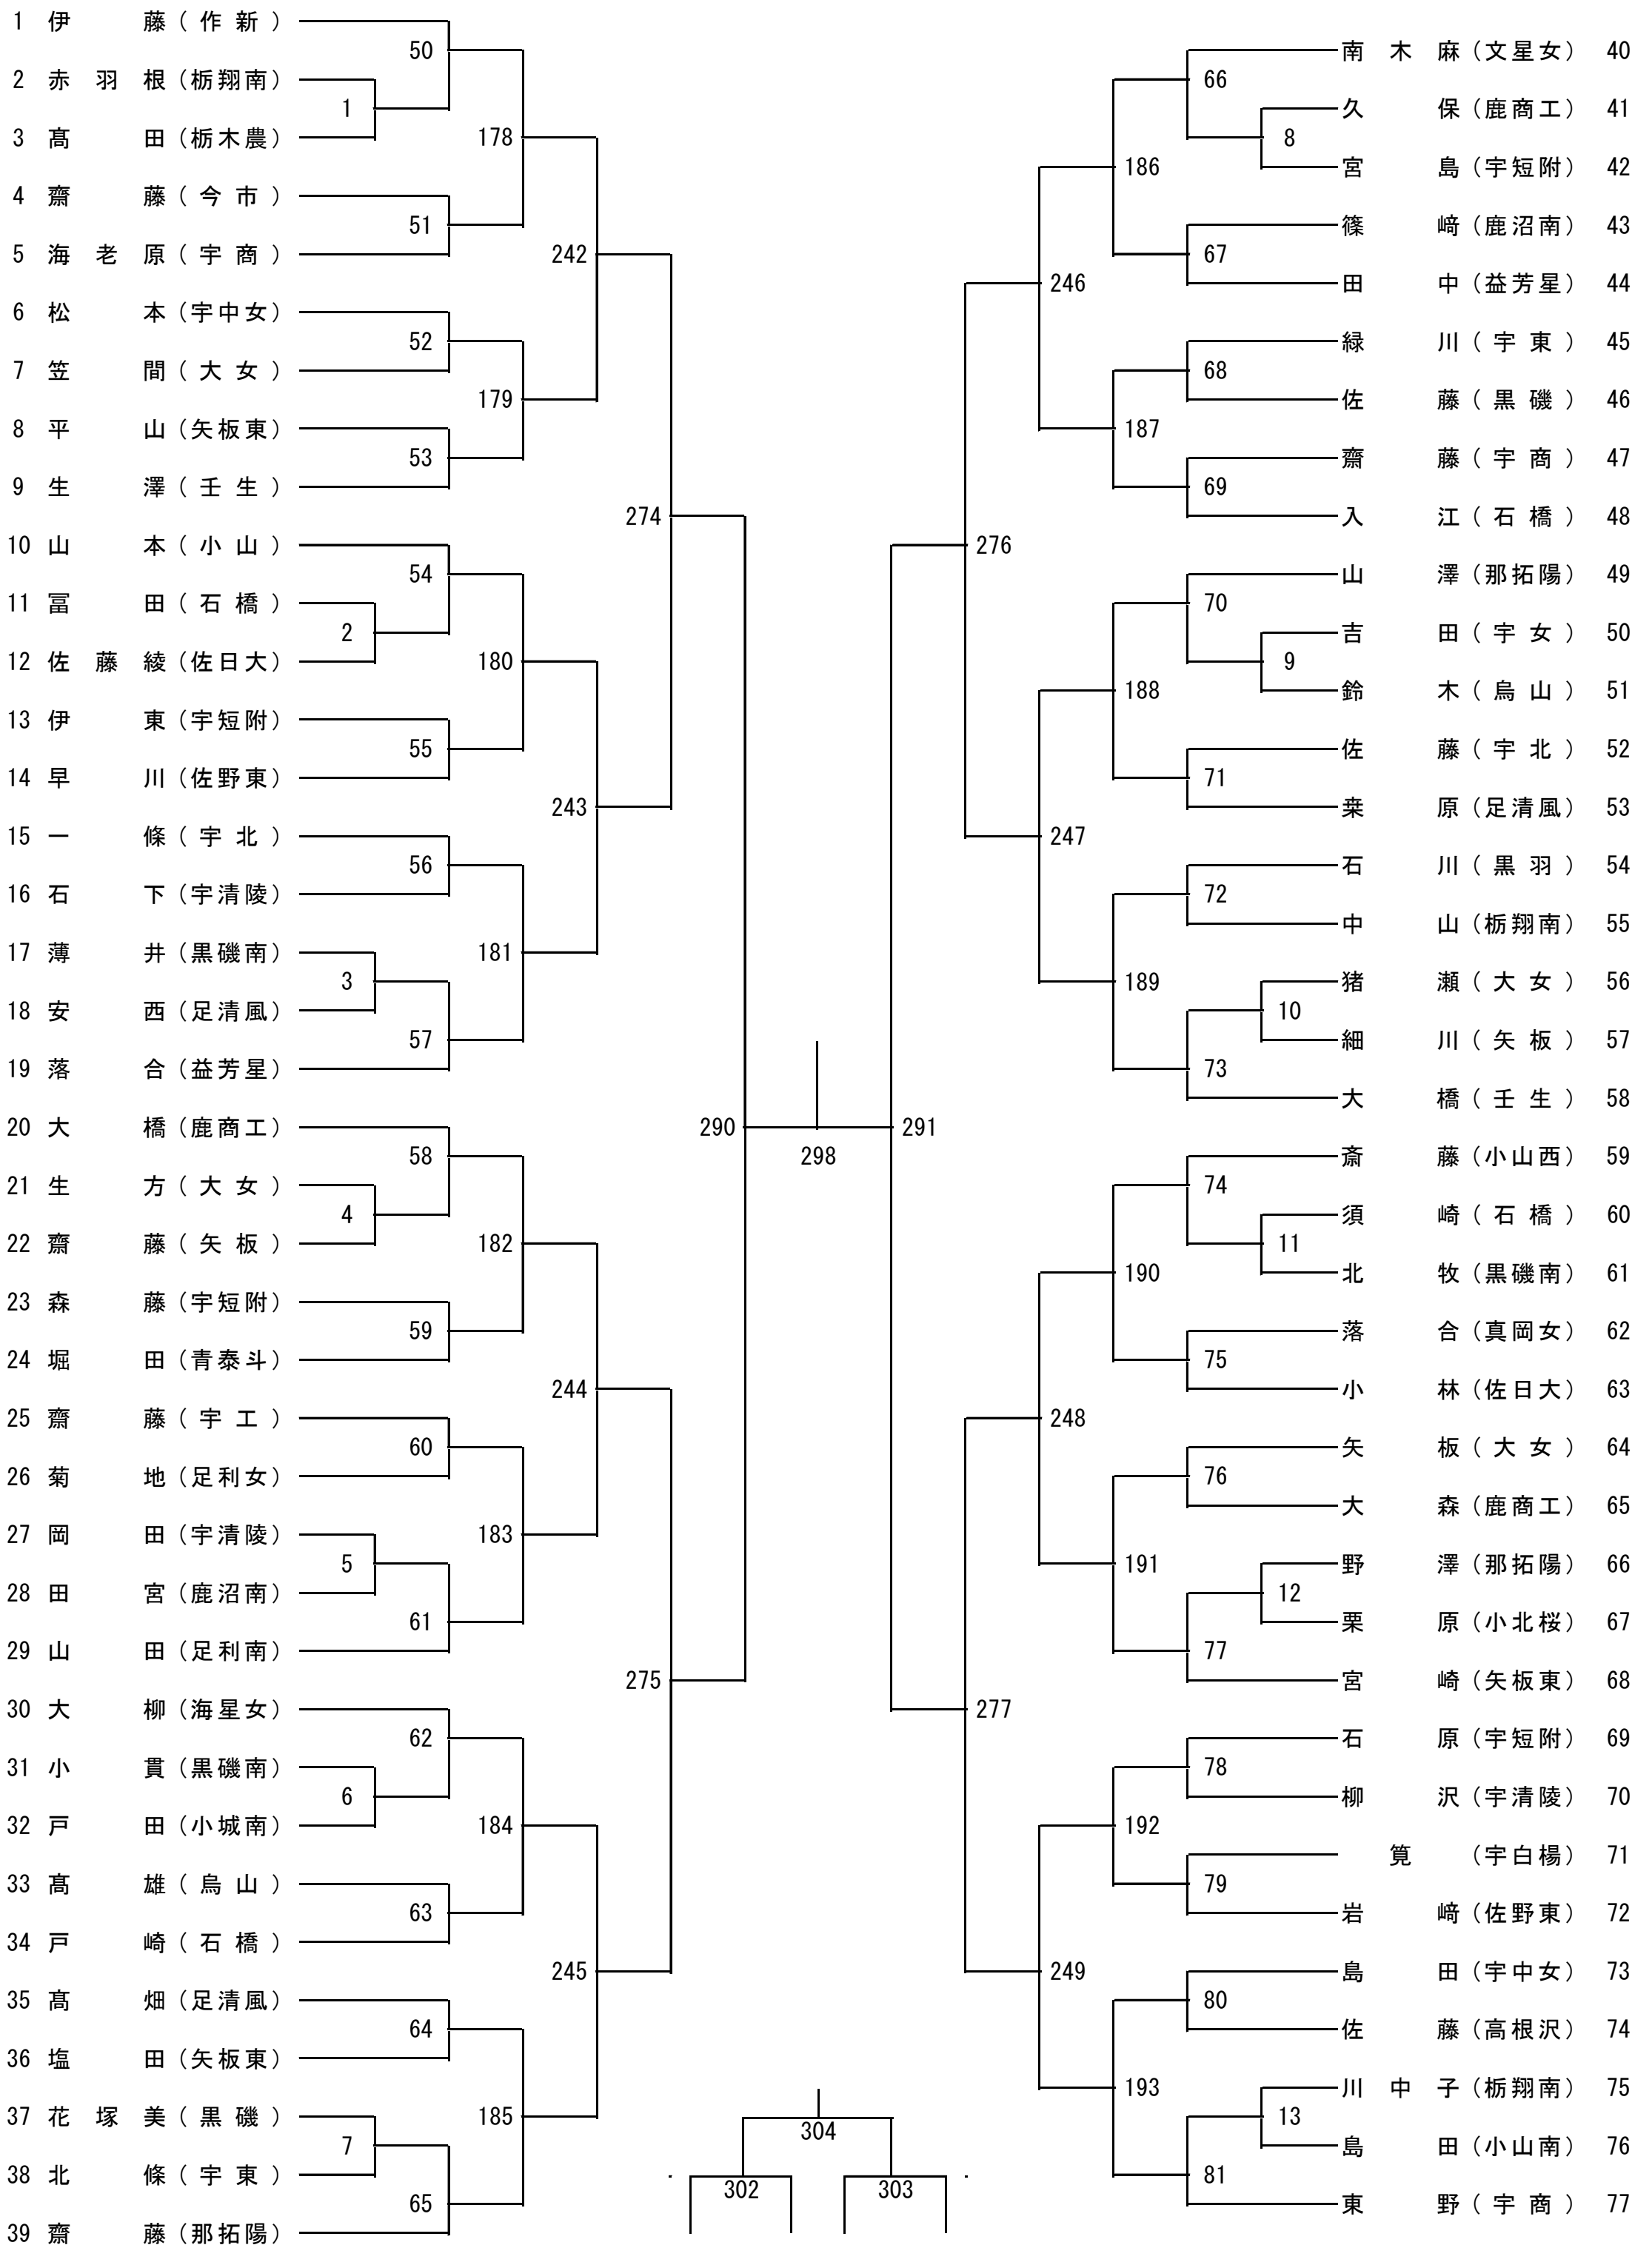 1 伊藤(作新)
2 赤羽根(栃翔南)
3 髙田(栃木農)
4 齋藤(今市)
5 海老原(宇商)
6 松本(宇中女)
7 笠間(大女)
8 平山(矢板東)
9 生澤(壬生)
10 山本(小山)
11 冨田(石橋)
12 佐藤綾(佐日大)
13 伊東(宇短附)
14 早川(佐野東)
15 一條(宇北)
16 石下(宇清陵)
17 薄井(黒磯南)
18 安西(足清風)
19 落合(益芳星)
20 大橋(鹿商工)
21 生方(大女)
22 齋藤(矢板)
23 森藤(宇短附)
24 堀田(青泰斗)
25 齋藤(宇工)
26 菊地(足利女)
27 岡田(宇清陵)
28 田宮(鹿沼南)
29 山田(足利南)
30 大柳(海星女)
31 小貫(黒磯南)
32 戸田(小城南)
33 髙雄(烏山)
34 戸崎(石橋)
35 髙畑(足清風)
36 塩田(矢板東)
37 花塚美(黒磯)
38 北條(宇東)
39 齋藤(那拓陽)
1
2
3
4
5
6
7
50
51
52
53
54
55
56
57
58
59
60
61
62
63
64
65
178
179
180
181
182
183
184
185
242
243
244
245
274
275
290
298
291
276
277
246
247
248
249
186
187
188
189
190
191
192
193
66
67
68
69
70
71
72
73
74
75
76
77
78
79
80
81
8
9
10
11
12
13
南木麻(文星女) 40
久保(鹿商工) 41
宮島(宇短附) 42
篠﨑(鹿沼南) 43
田中(益芳星) 44
緑川(宇東) 45
佐藤(黒磯) 46
齋藤(宇商) 47
入江(石橋) 48
山澤(那拓陽) 49
吉田(宇女) 50
鈴木(烏山) 51
佐藤(宇北) 52
桒原(足清風) 53
石川(黒羽) 54
中山(栃翔南) 55
猪瀬(大女) 56
細川(矢板) 57
大橋(壬生) 58
斎藤(小山西) 59
須崎(石橋) 60
北牧(黒磯南) 61
落合(真岡女) 62
小林(佐日大) 63
矢板(大女) 64
大森(鹿商工) 65
野澤(那拓陽) 66
栗原(小北桜) 67
宮崎(矢板東) 68
石原(宇短附) 69
柳沢(宇清陵) 70
筧(宇白楊) 71
岩﨑(佐野東) 72
島田(宇中女) 73
佐藤(高根沢) 74
川中子(栃翔南) 75
島田(小山南) 76
東野(宇商) 77
304
302
303